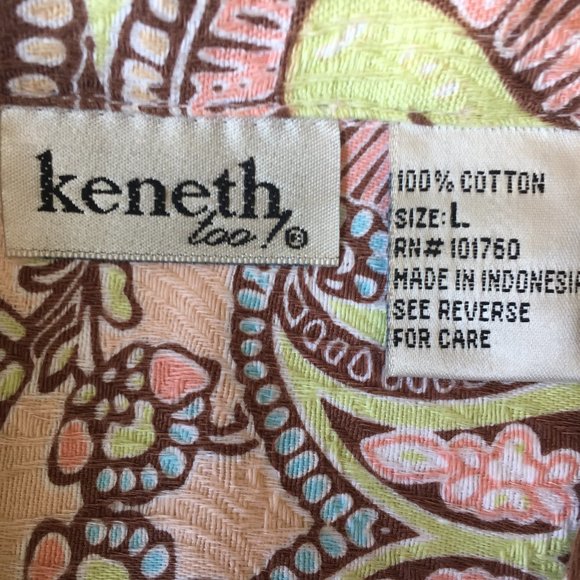 keneth
too!®
100% COTTON
SIZE: L
RN# 101760
MADE IN INDONESIA
SEE REVERSE
FOR CARE